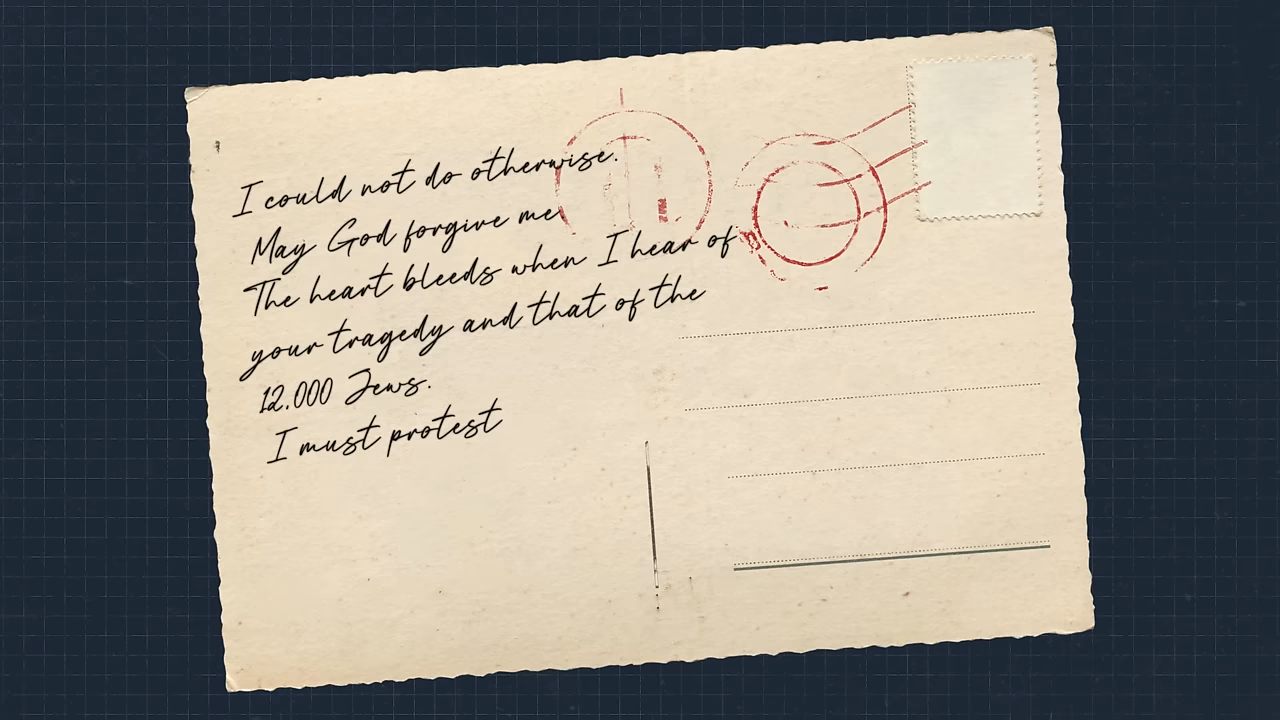 I could not do otherwise.
May God forgive me
The heart bleeds when I hear of
your tragedy and that of the
12.000 Jews.
I must protest